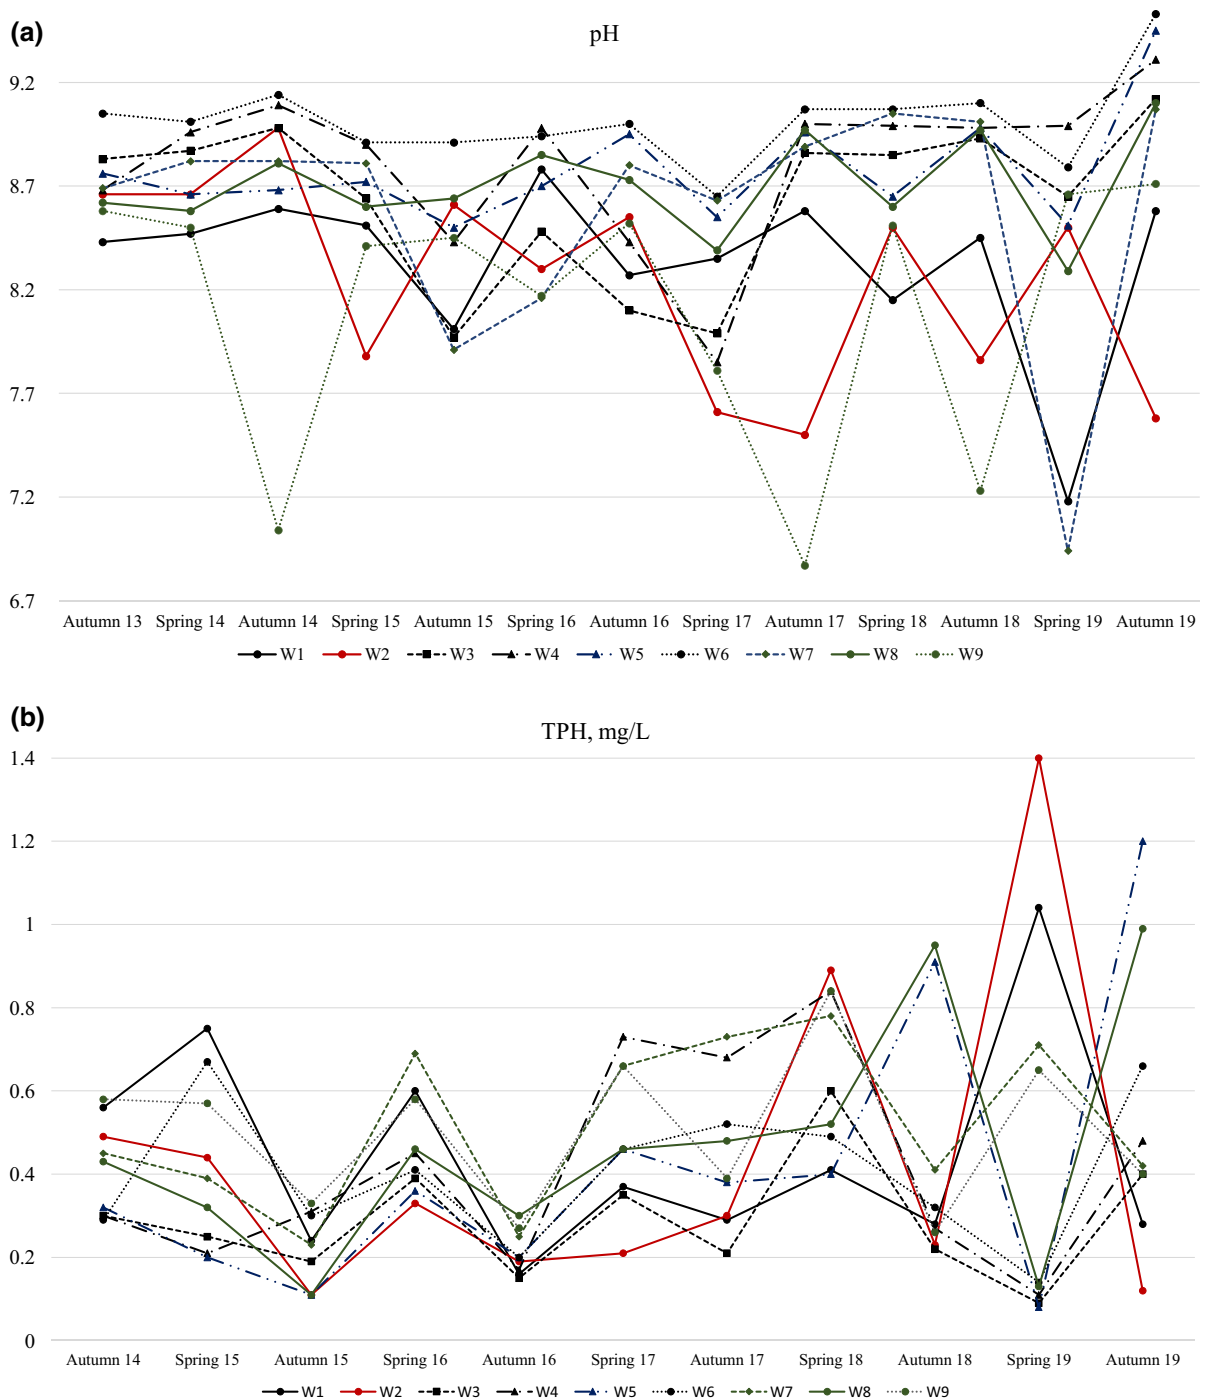 (a)
pH
9.2
8.7
8.2
7.7
7.2
6.7
Autumn 13 Spring 14 Autumn 14 Spring 15 Autumn 15 Spring 16 Autumn 16 Spring 17 Autumn 17 Spring 18 Autumn 18 Spring 19 Autumn 19
W1 W2 W3 W4 W5 W6 W7 W8 W9
(b)
TPH, mg/L
1.4
1.2
1
0.8
0.6
0.4
0.2
0
Autumn 14 Spring 15 Autumn 15 Spring 16 Autumn 16 Spring 17 Autumn 17 Spring 18 Autumn 18 Spring 19 Autumn 19
W1 W2 W3 W4 W5 W6 W7 W8 W9